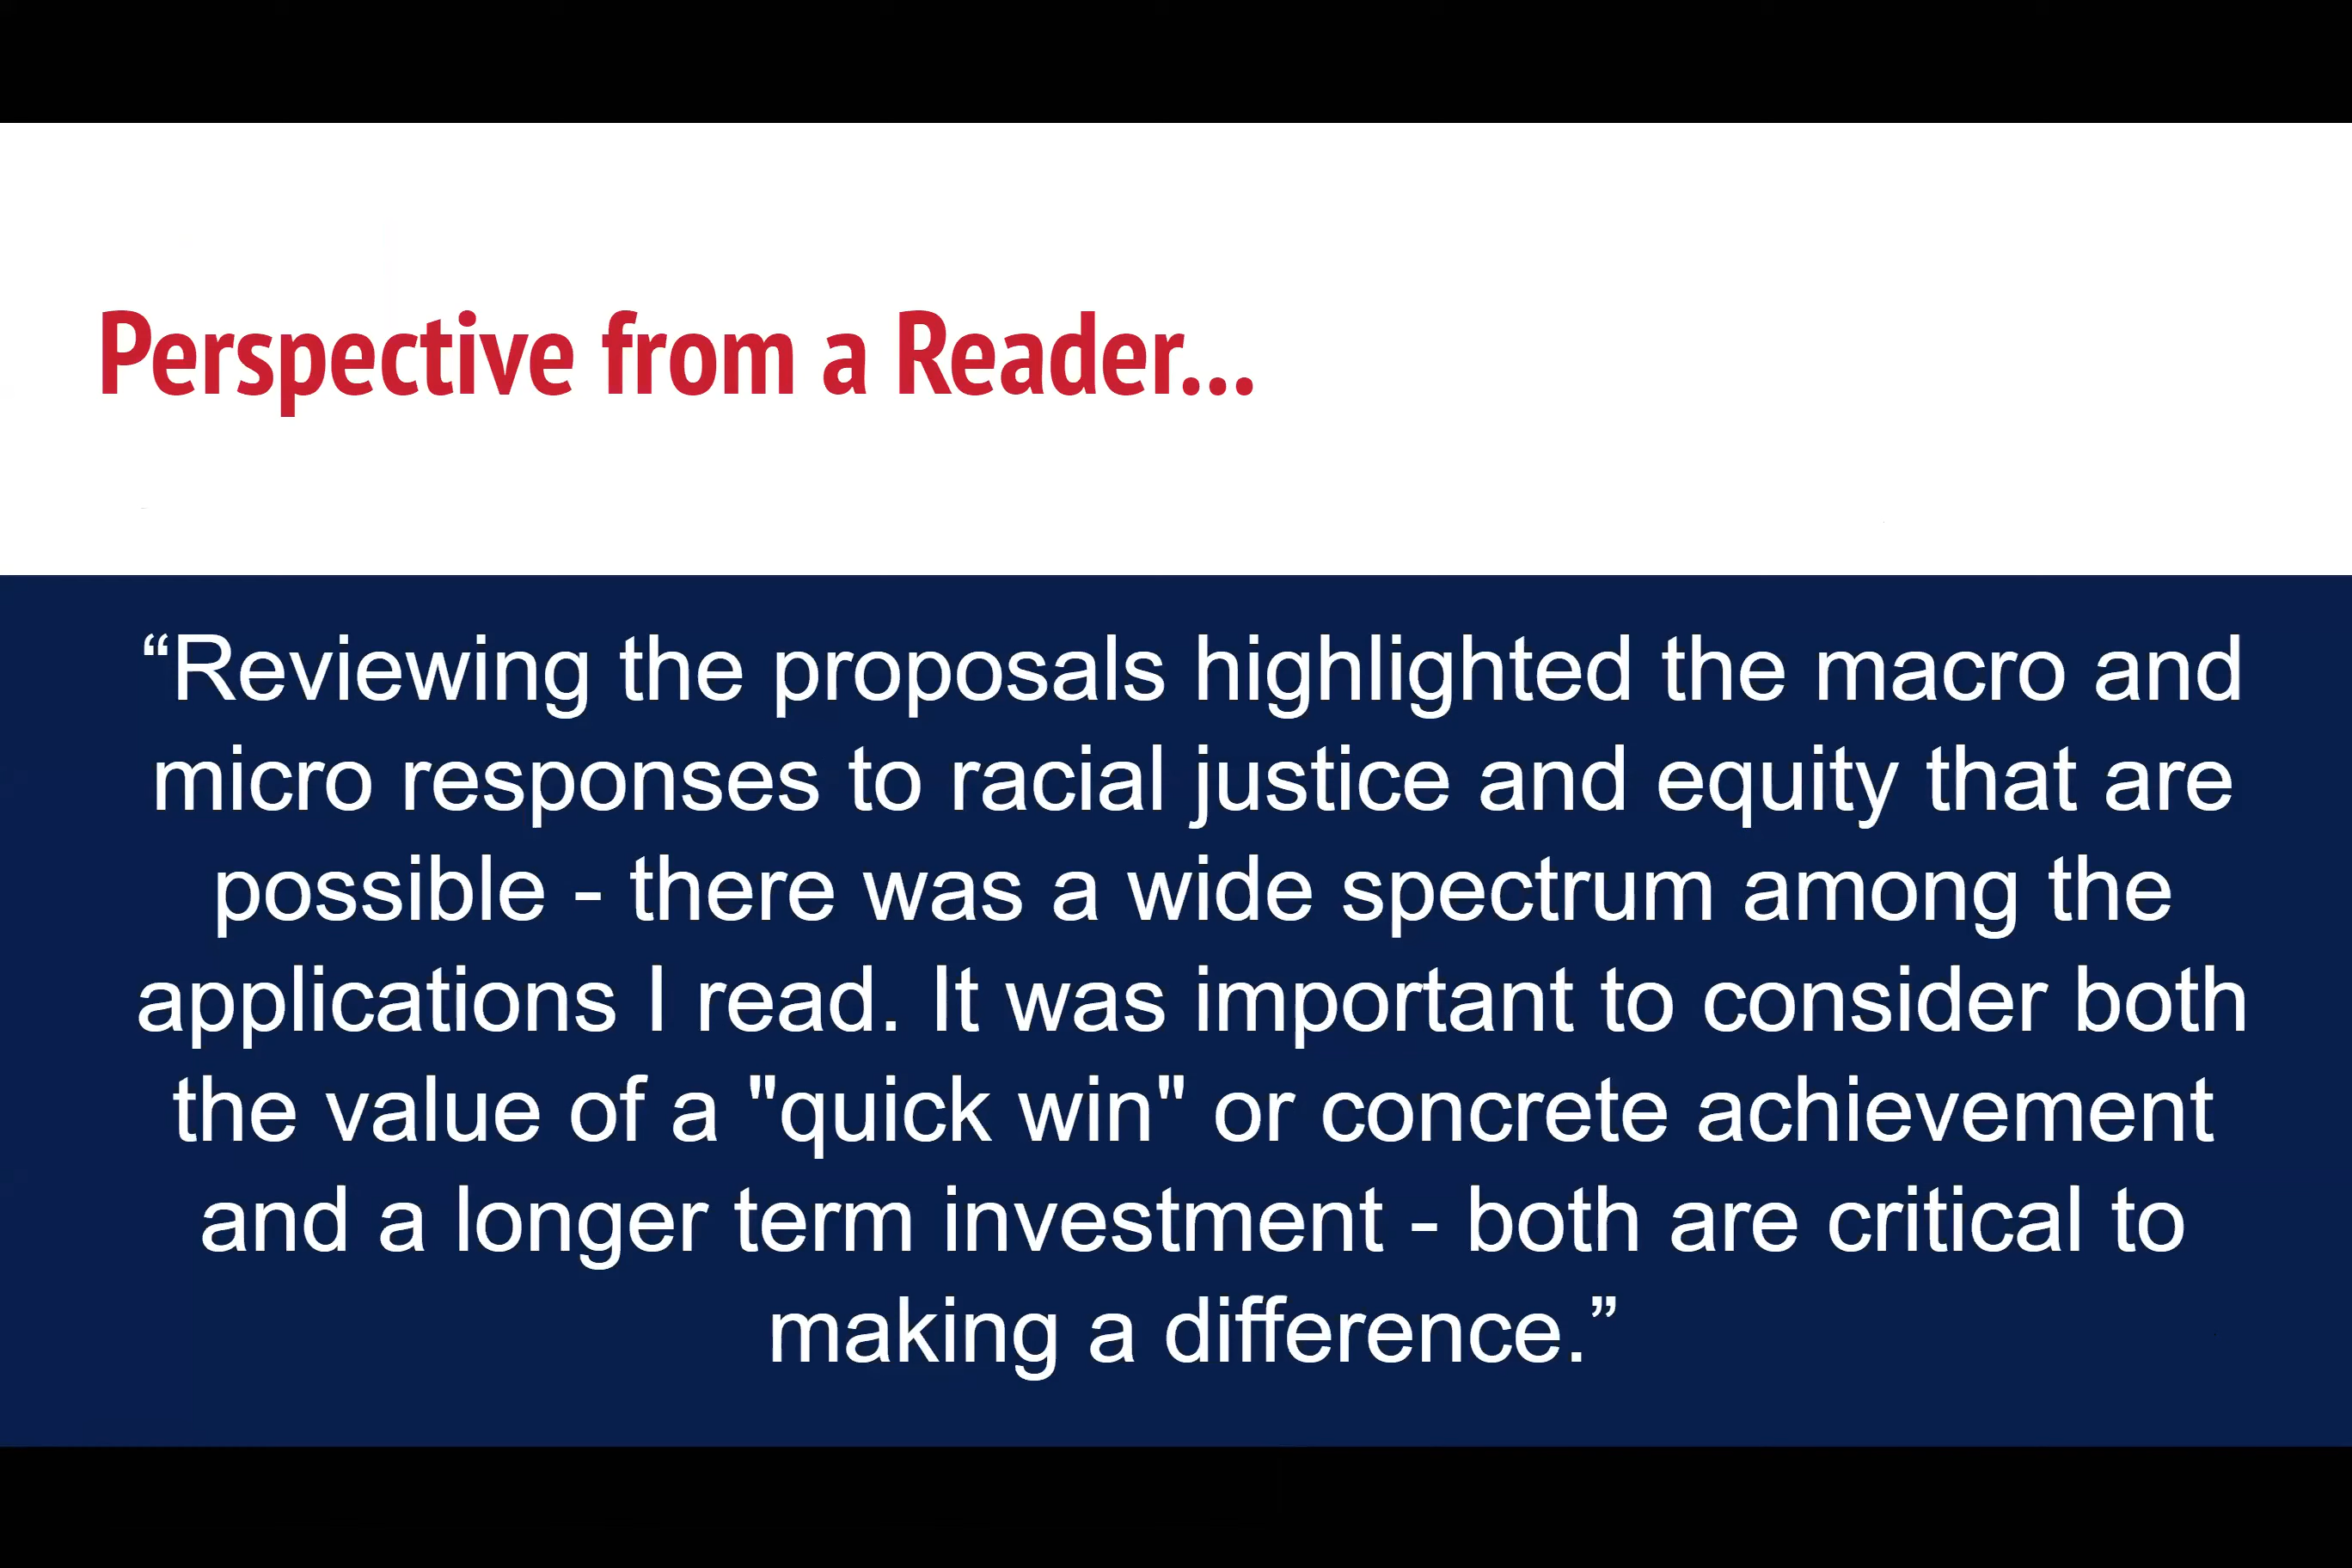 Perspective from a Reader...
“Reviewing the proposals highlighted the macro and
micro responses to racial justice and equity that are
possible - there was a wide spectrum among the
applications I read. It was important to consider both
the value of a "quick win" or concrete achievement
and a longer term investment - both are critical to
making a difference.”